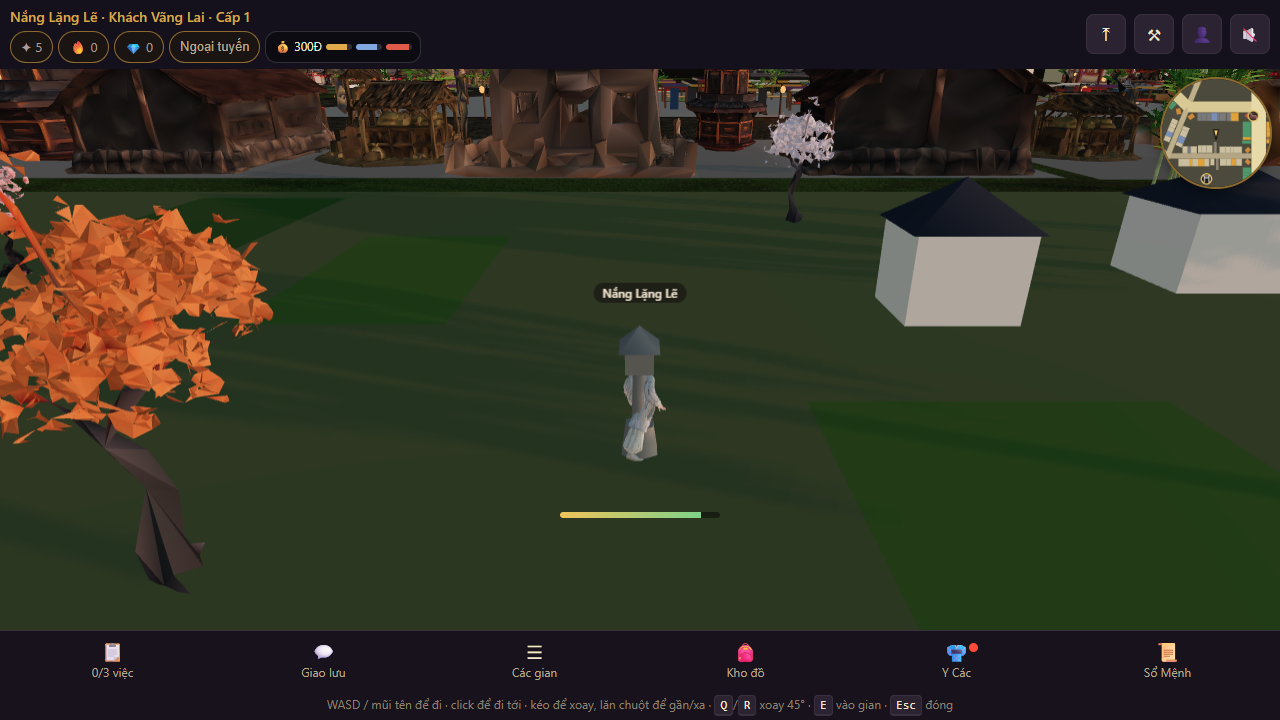 Nắng Lặng Lẽ · Khách Vãng Lai · Cấp 1
5
0
0
Ngoại tuyến
300Đ
Nắng Lặng Lẽ
0/3 việc
Giao lưu
Các gian
Kho đồ
Y Các
Sổ Mệnh
WASD / mũi tên để đi · click để đi tới · kéo để xoay, lăn chuột để gần/xa · Q / R xoay 45° · E vào gian · Esc đóng